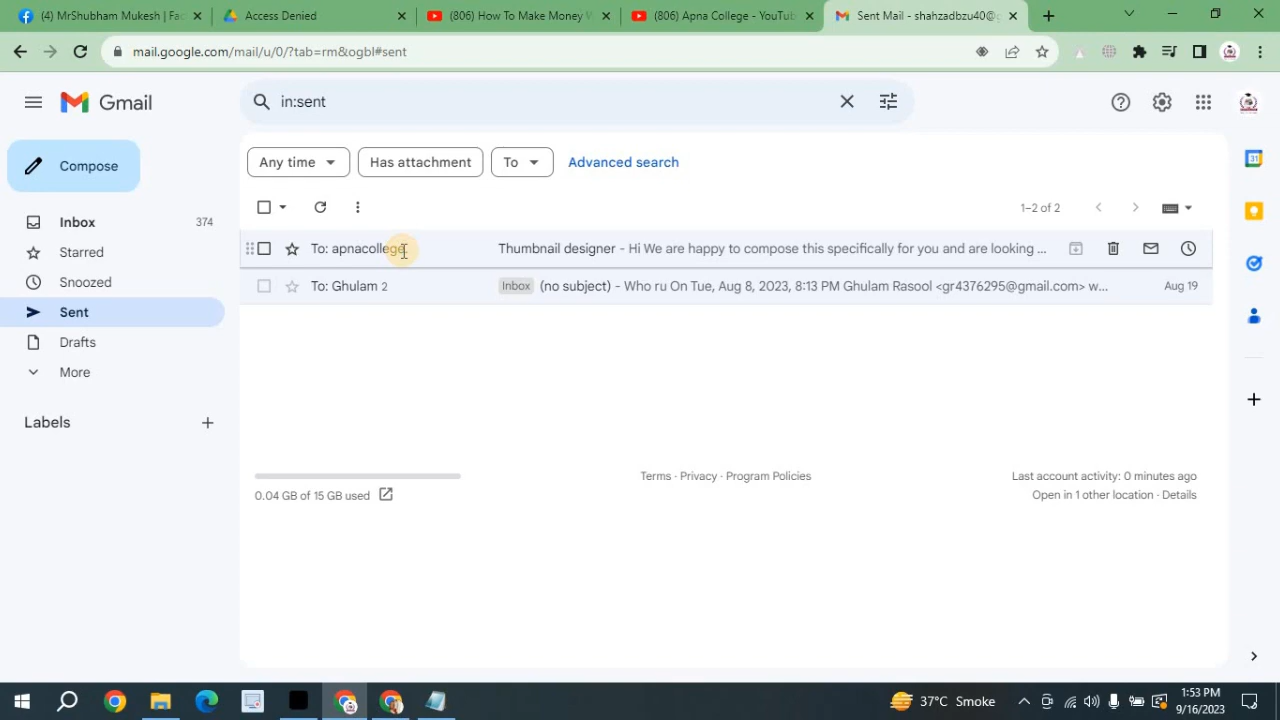 (4) MrShubham Mukesh | Fac
Access Denied
(806) How To Make Money W
(806) Apna College - YouTube
Sent Mail - shahzadbzu40@g
mail.google.com/mail/u/0/?tab=rm&ogbl#sent
Gmail
in:sent
Compose
Any time
Has attachment
To
Advanced search
Inbox 374
1–2 of 2
Starred
To: apnacollege Thumbnail designer - Hi We are happy to compose this specifically for you and are looking ...
Snoozed
To: Ghulam 2 Inbox (no subject) - Who ru On Tue, Aug 8, 2023, 8:13 PM Ghulam Rasool <gr4376295@gmail.com> w... Aug 19
Sent
Drafts
More
Labels
Terms · Privacy · Program Policies
Last account activity: 0 minutes ago
0.04 GB of 15 GB used
Open in 1 other location · Details
37°C Smoke
1:53 PM
9/16/2023